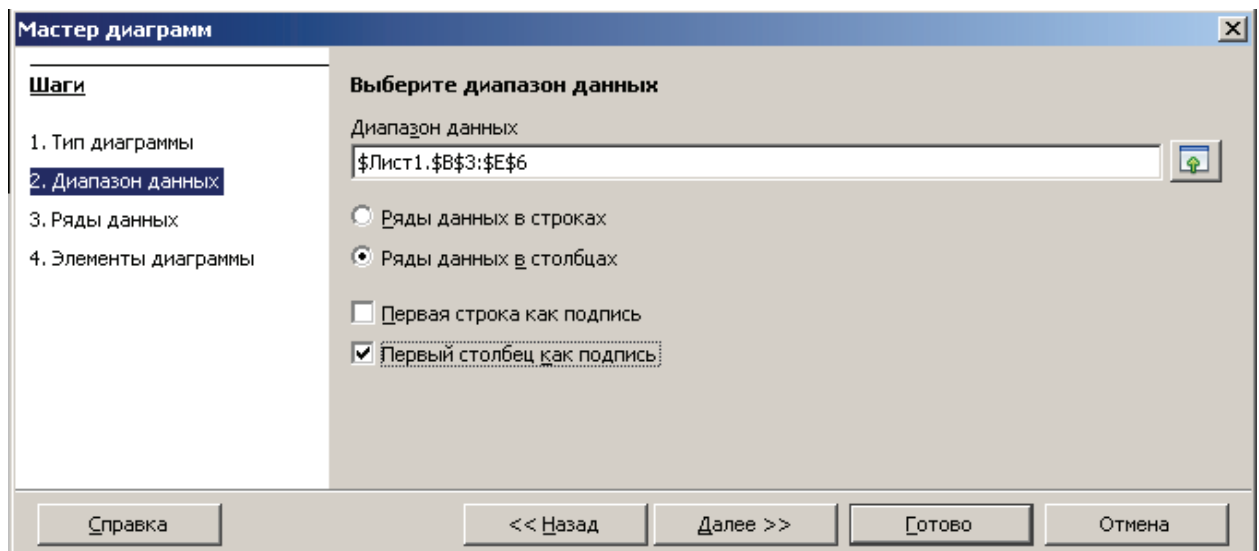 Мастер диаграмм
Шаги
1. Тип диаграммы
2. Диапазон данных
3. Ряды данных
4. Элементы диаграммы
Выберите диапазон данных
Диапазон данных
$Лист1.$B$3:$E$6
Ряды данных в строках
Ряды данных в столбцах
Первая строка как подпись
Первый столбец как подпись
Справка
<< Назад
Далее >>
Готово
Отмена